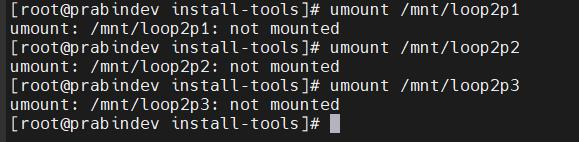 [root@prabindev install-tools]# umount /mnt/loop2p1
umount: /mnt/loop2p1: not mounted
[root@prabindev install-tools]# umount /mnt/loop2p2
umount: /mnt/loop2p2: not mounted
[root@prabindev install-tools]# umount /mnt/loop2p3
umount: /mnt/loop2p3: not mounted
[root@prabindev install-tools]#